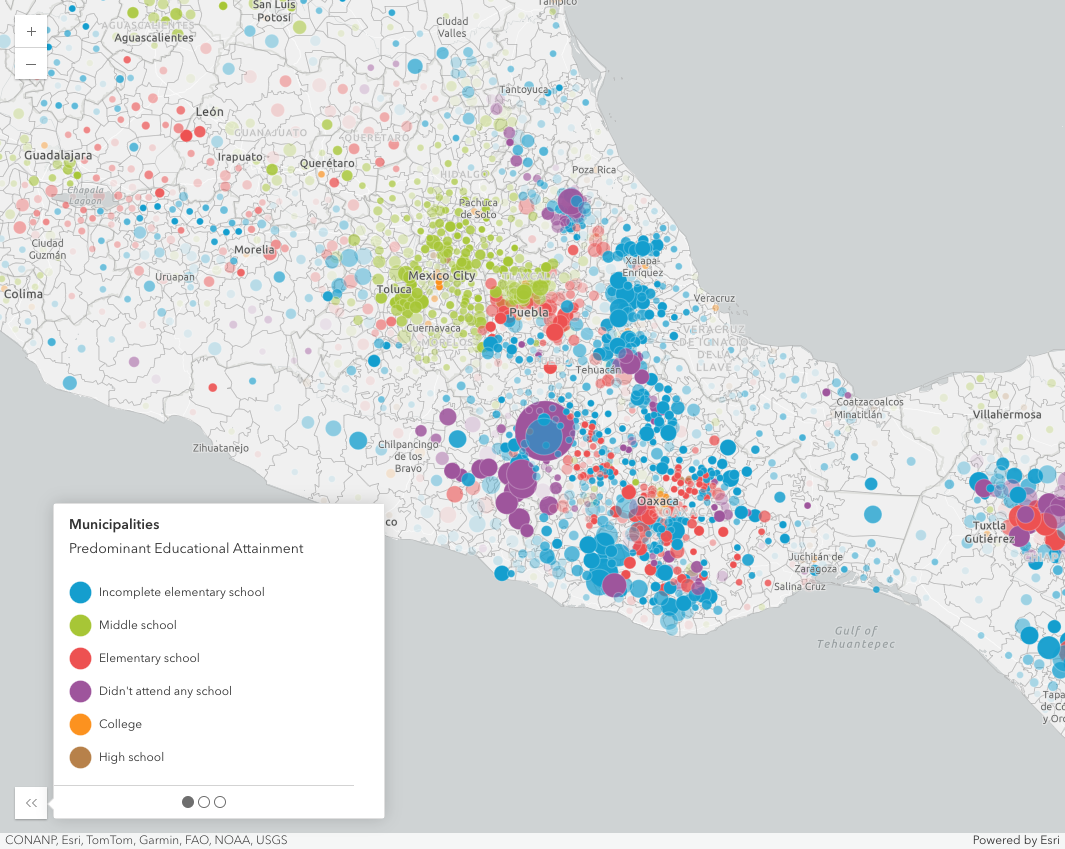 Tampico
San Luis
Potosí
Ciudad
Valles
AGUASCALIENTES
Aguascalientes
+
−
Tantoyuca
León
GUANAJUATO
QUERÉTARO
Guadalajara
Irapuato
Querétaro
Poza Rica
HIDALGO
Chapala
Lagoon
Pachuca
de Soto
Ciudad
Guzmán
Morelia
Xalapa-
Enríquez
Mexico City
Uruapan
Toluca
TLAXCALA
Colima
Veracruz
Puebla
Cuernavaca
MORELOS
VERACRUZ
DE IGNACIO
DE LA
LLAVE
Tehuacán
Coatzacoalcos
Minatitlán
Villahermosa
Zihuatanejo
Chilpancingo
de los
Bravo
Oaxaca
co
Tuxtla
Gutiérrez
Juchitán de
Zaragoza
Salina Cruz
Gulf of
Tehuantepec
Tapa
de Có
y Oro
Municipalities
Predominant Educational Attainment
Incomplete elementary school
Middle school
Elementary school
Didn't attend any school
College
High school
CONANP, Esri, TomTom, Garmin, FAO, NOAA, USGS
Powered by Esri